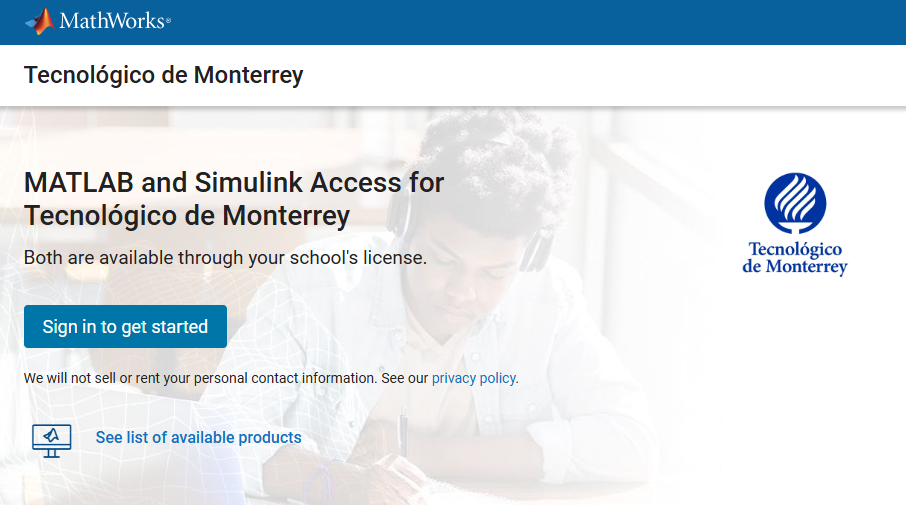 MathWorks®
Tecnológico de Monterrey
MATLAB and Simulink Access for
Tecnológico de Monterrey
Both are available through your school's license.
Tecnológico
de Monterrey
Sign in to get started
We will not sell or rent your personal contact information. See our privacy policy.
See list of available products